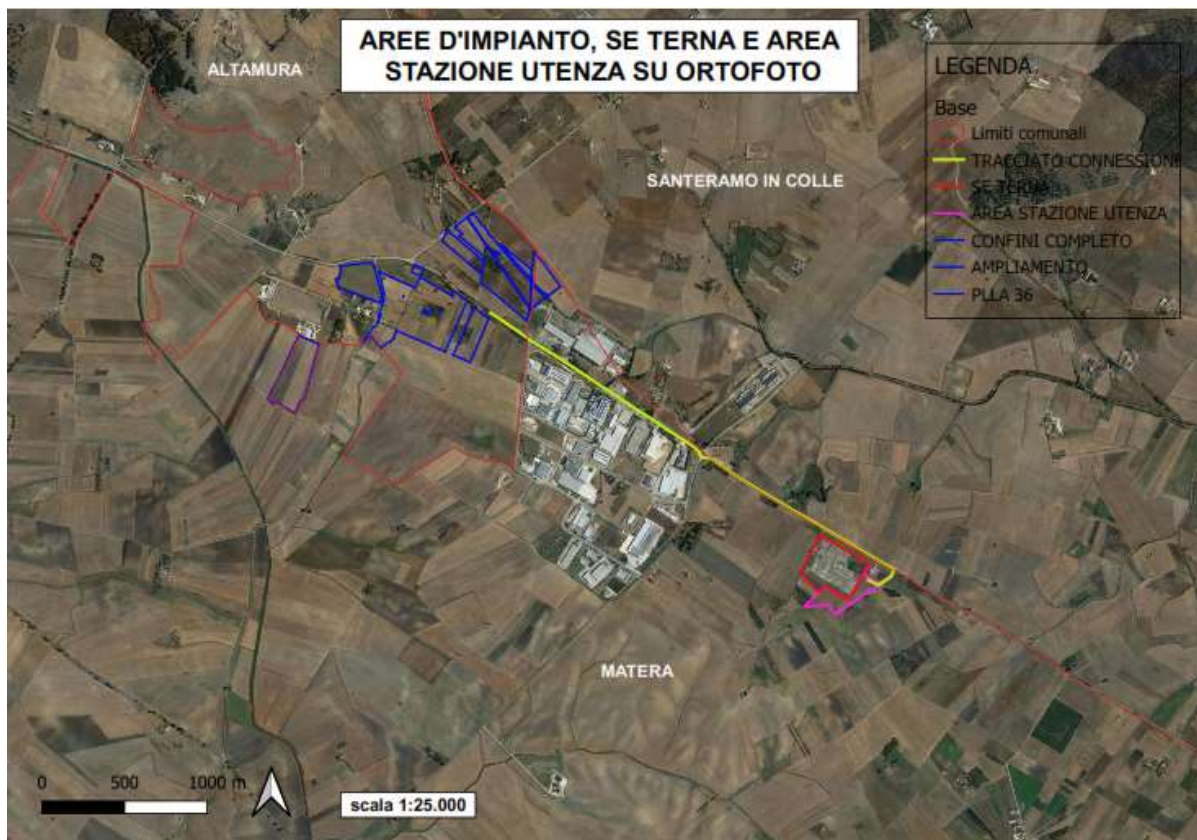 AREE D'IMPIANTO, SE TERNA E AREA
STAZIONE UTENZA SU ORTOFOTO
ALTAMURA
SANTERAMO IN COLLE
MATERA
LEGENDA
Base
Limiti comunali
TRACCIATO CONNESSIONE
SE TERNA
AREA STAZIONE UTENZA
CONFINI COMPLETO
AMPLIAMENTO
PLLA 36
0 500 1000 m
scala 1:25.000